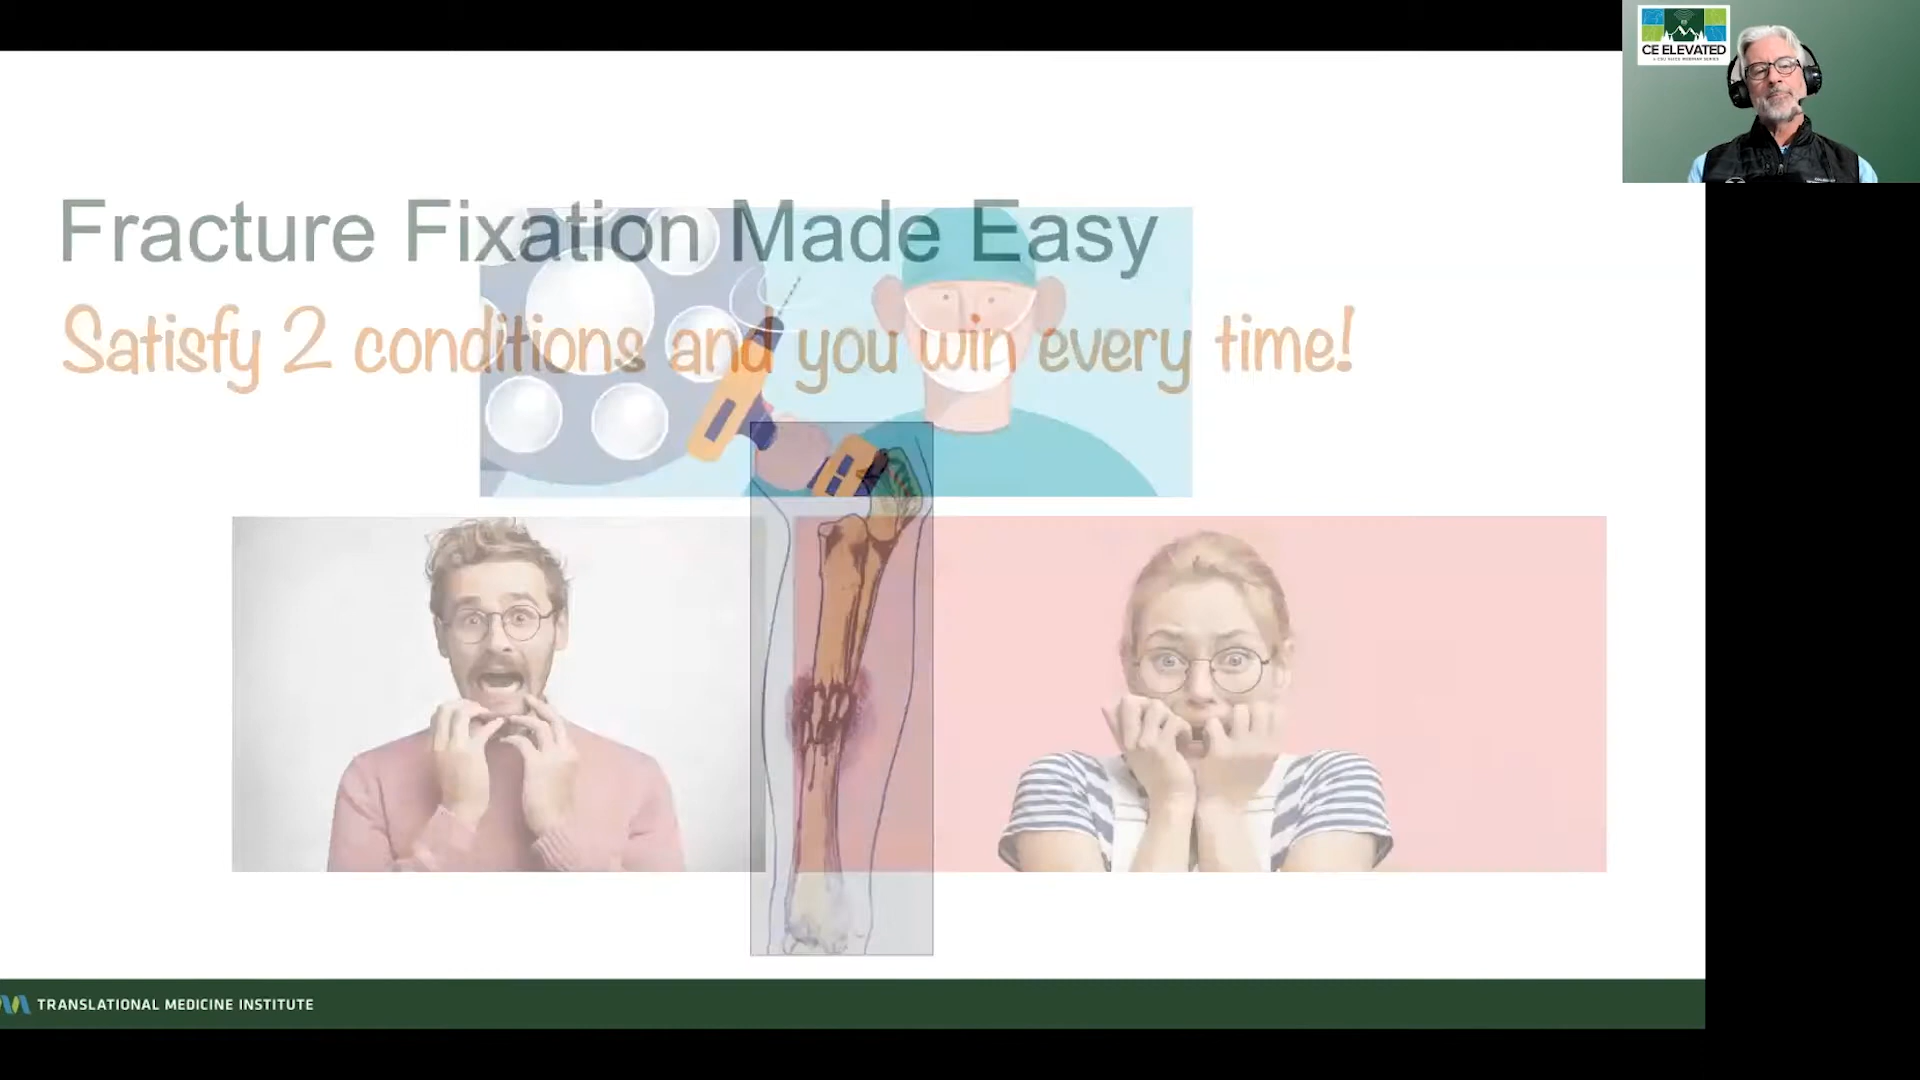 CE ELEVATED
Fracture Fixation Made Easy
Satisfy 2 conditions and you win every time!
TRANSLATIONAL MEDICINE INSTITUTE